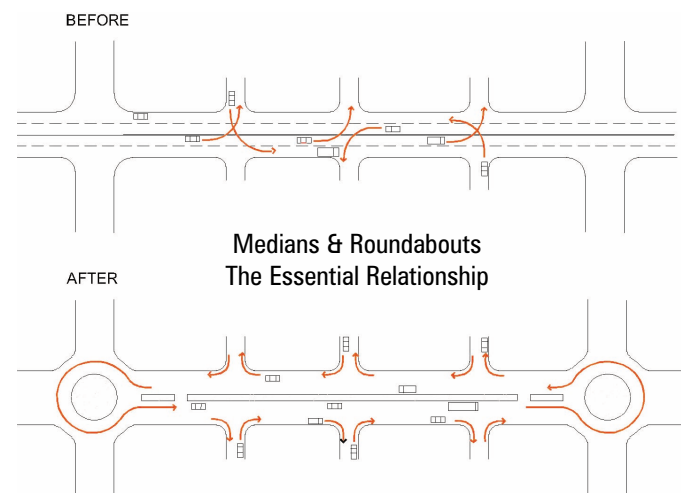 BEFORE
Medians & Roundabouts
The Essential Relationship
AFTER